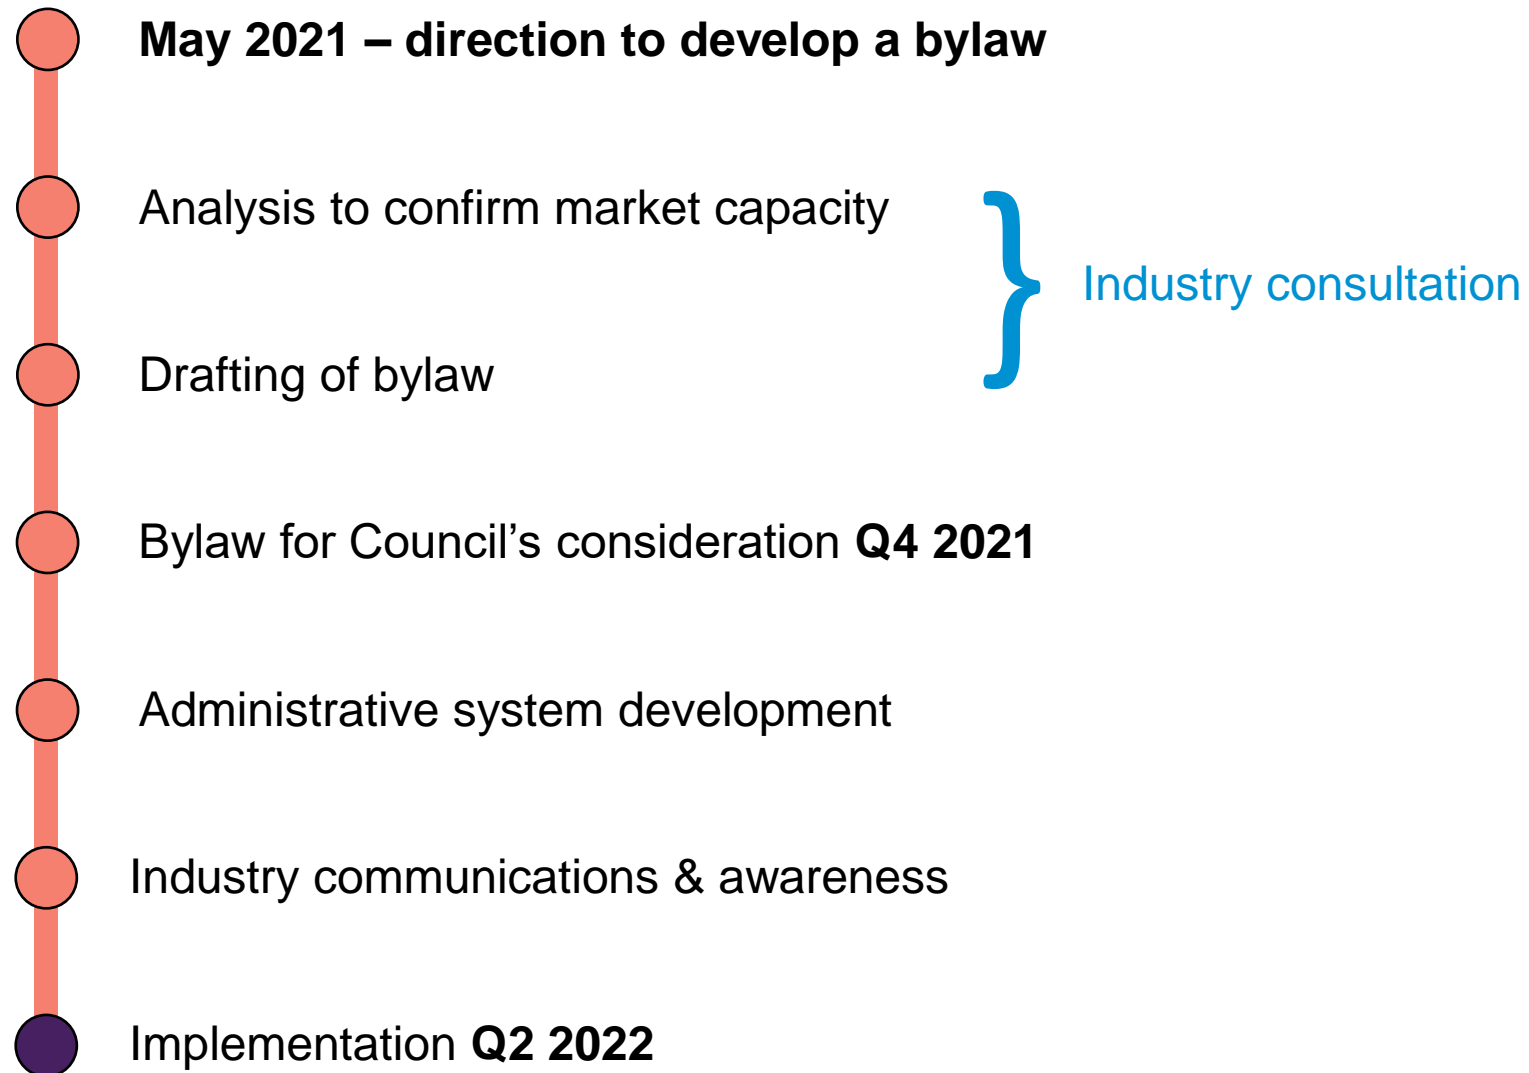 May 2021 – direction to develop a bylaw
Analysis to confirm market capacity
Industry consultation
Drafting of bylaw
Bylaw for Council’s consideration Q4 2021
Administrative system development
Industry communications & awareness
Implementation Q2 2022